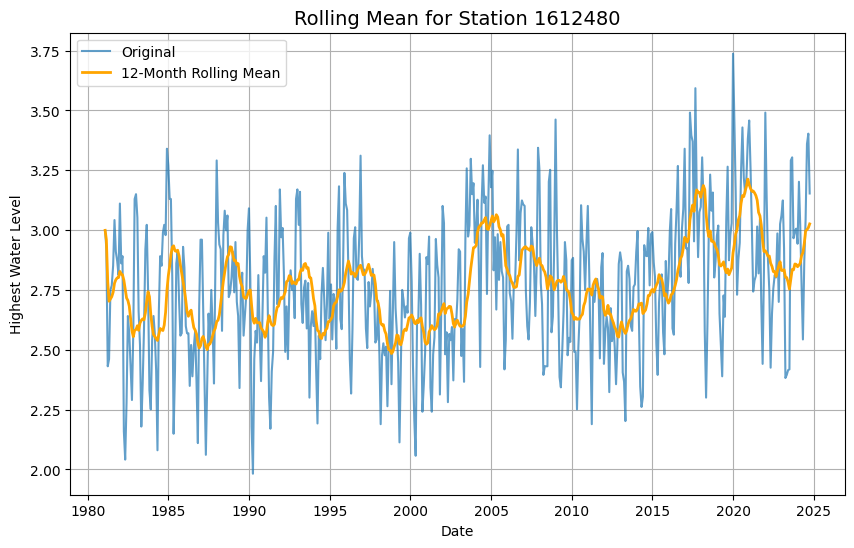 Rolling Mean for Station 1612480
Original
12-Month Rolling Mean
Highest Water Level
3.75
3.50
3.25
3.00
2.75
2.50
2.25
2.00
1980 1985 1990 1995 2000 2005 2010 2015 2020 2025
Date